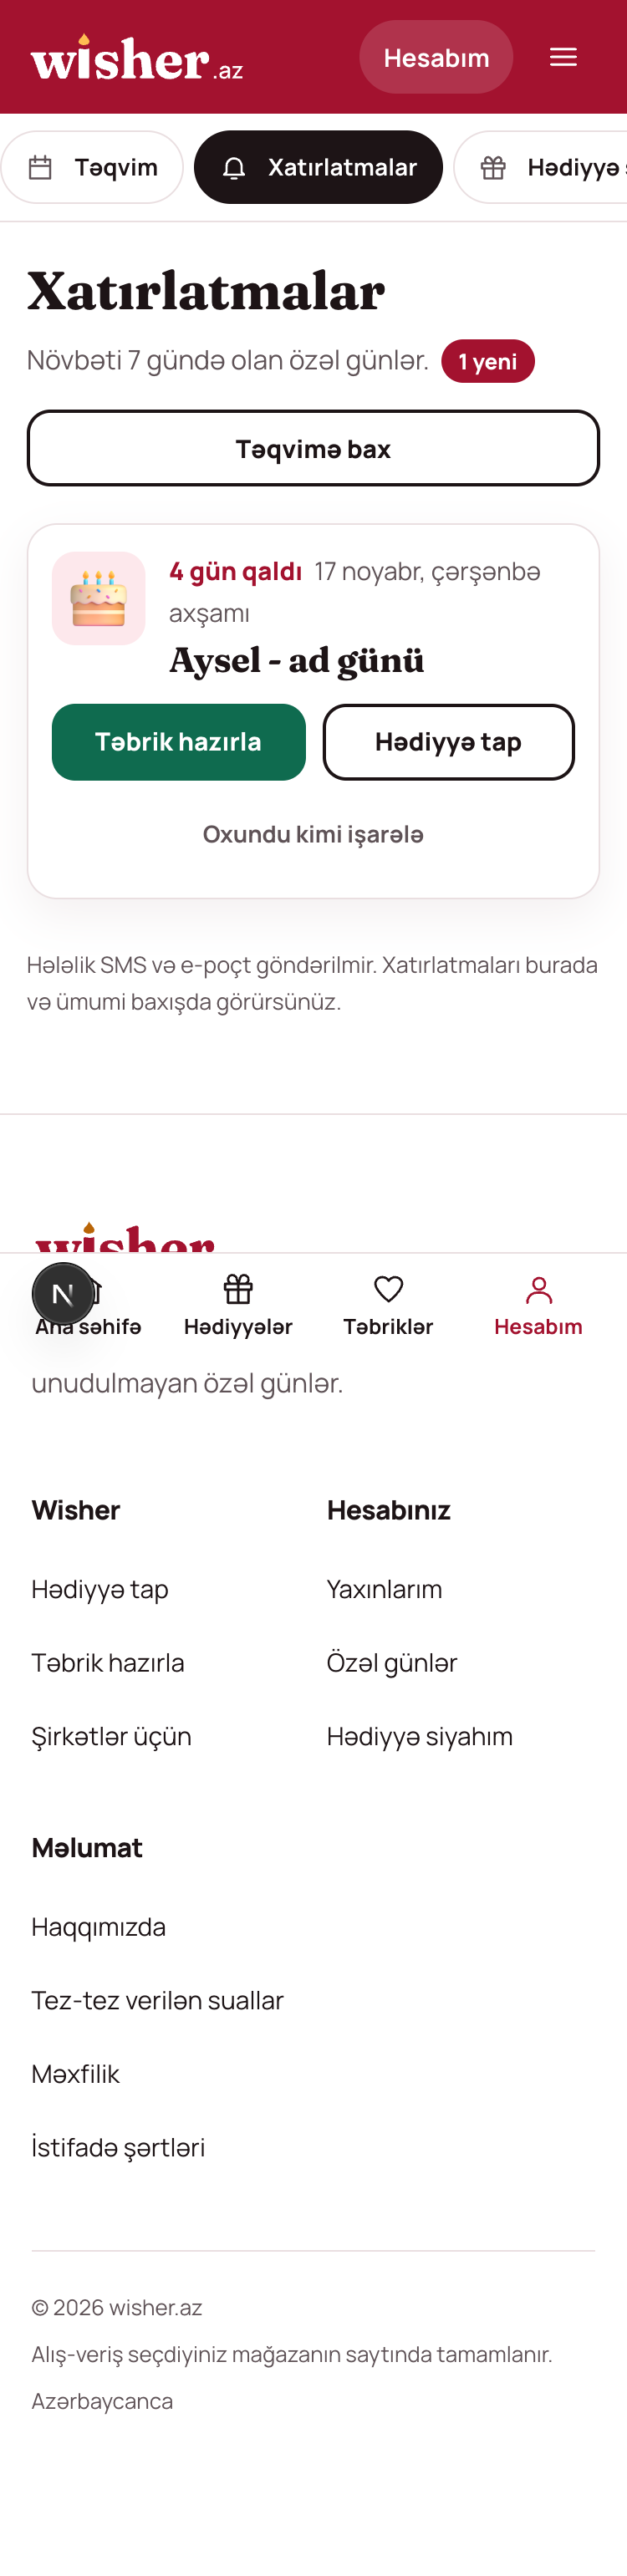 wisher.az
Hesabım
Təqvim
Xatırlatmalar
Hədiyyə
Xatırlatmalar
Növbəti 7 gündə olan özəl günlər.
1 yeni
Təqvimə bax
4 gün qaldı 17 noyabr, çərşənbə
axşamı
Aysel - ad günü
Təbrik hazırla
Hədiyyə tap
Oxundu kimi işarələ
Hələlik SMS və e-poçt göndərilmir. Xatırlatmaları burada
və ümumi baxışda görürsünüz.
wisher
N
Ana səhifə
Hədiyyələr
Təbriklər
Hesabım
unudulmayan özəl günlər.
Wisher
Hədiyyə tap
Təbrik hazırla
Şirkətlər üçün
Hesabınız
Yaxınlarım
Özəl günlər
Hədiyyə siyahım
Məlumat
Haqqımızda
Tez-tez verilən suallar
Məxfilik
İstifadə şərtləri
© 2026 wisher.az
Alış-veriş seçdiyiniz mağazanın saytında tamamlanır.
Azərbaycanca